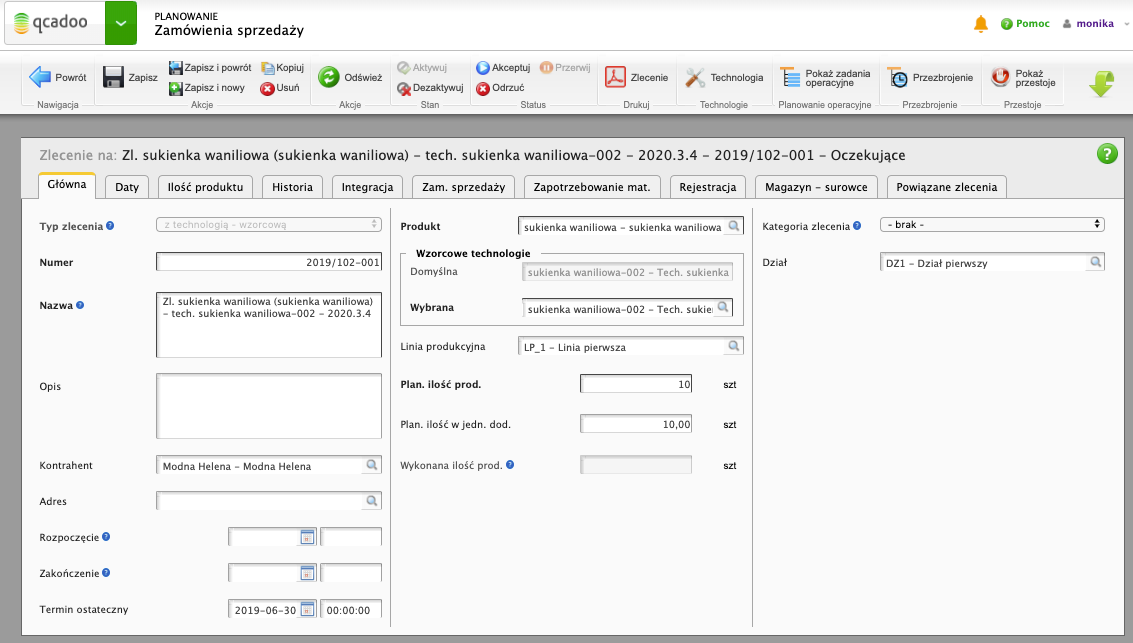 qcadoo
PLANOWANIE
Zamówienia sprzedaży
Pomoc
monika
Powrót
Nawigacja
Zapisz
Zapisz i powrót
Zapisz i nowy
Kopiuj
Usuń
Akcje
Odśwież
Akcje
Aktywuj
Dezaktywuj
Stan
Akceptuj
Przerwij
Odrzuć
Status
Zlecenie
Drukuj
Technologia
Technologie
Pokaż zadania
operacyjne
Planowanie operacyjne
Przezbrojenie
Przezbrojenie
Pokaż
przestoje
Przestoje
Zlecenie na: Zl. sukienka waniliowa (sukienka waniliowa) - tech. sukienka waniliowa-002 - 2020.3.4 - 2019/102-001 - Oczekujące
Główna
Daty
Ilość produktu
Historia
Integracja
Zam. sprzedaży
Zapotrzebowanie mat.
Rejestracja
Magazyn - surowce
Powiązane zlecenia
Typ zlecenia
z technologią - wzorcową
Numer
2019/102-001
Nazwa
Zl. sukienka waniliowa (sukienka waniliowa)
- tech. sukienka waniliowa-002 - 2020.3.4
Opis
Kontrahent
Modna Helena - Modna Helena
Adres
Rozpoczęcie
Zakończenie
Termin ostateczny
2019-06-30
00:00:00
Produkt
sukienka waniliowa - sukienka waniliowa
Wzorcowe technologie
Domyślna
sukienka waniliowa-002 - Tech. sukienka
Wybrana
sukienka waniliowa-002 - Tech. sukie
Linia produkcyjna
LP_1 - Linia pierwsza
Plan. ilość prod.
10
szt
Plan. ilość w jedn. dod.
10,00
szt
Wykonana ilość prod.
szt
Kategoria zlecenia
- brak -
Dział
DZ1 - Dział pierwszy